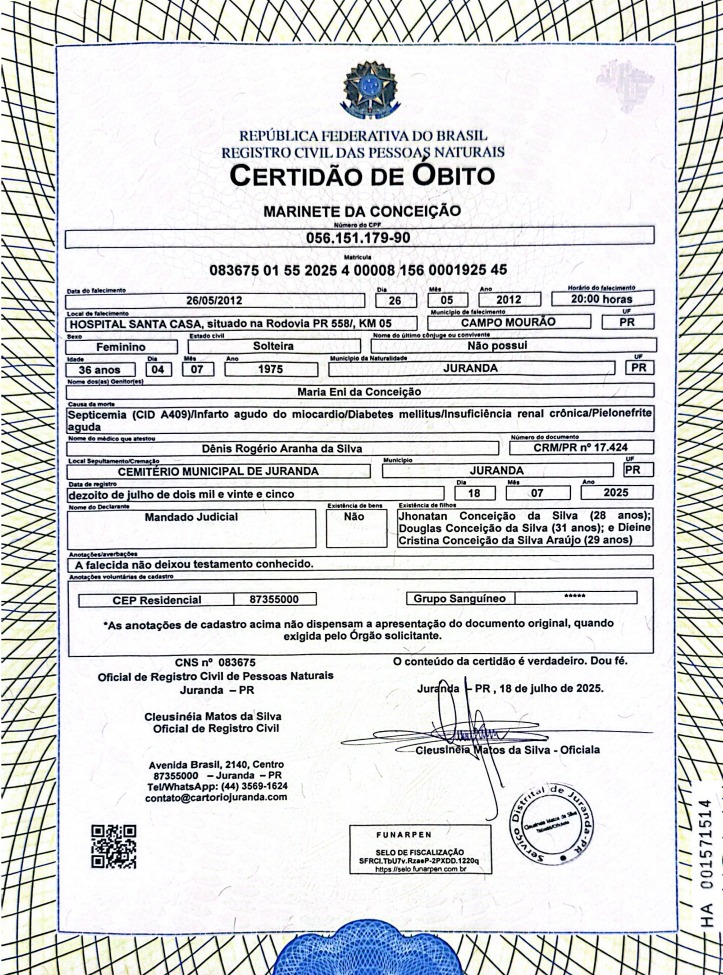 REPÚBLICA FEDERATIVA DO BRASIL
REGISTRO CIVIL DAS PESSOAS NATURAIS
CERTIDÃO DE ÓBITO
MARINETE DA CONCEIÇÃO
Número do CPF
056.151.179-90
Matrícula
083675 01 55 2025 4 00008 156 0001925 45
Data do falecimento Dia Mês Ano Horário do falecimento
26/05/2012 26 05 2012 20:00 horas
Local de falecimento Município de falecimento UF
HOSPITAL SANTA CASA, situado na Rodovia PR 558/, KM 05 CAMPO MOURÃO PR
Sexo Estado civil Nome do último cônjuge ou convivente
Feminino Solteira Não possui
Idade Dia Mês Ano Município da Naturalidade UF
36 anos 04 07 1975 JURANDA PR
Nome dos(as) Genitor(es)
Maria Eni da Conceição
Causa da morte
Septicemia (CID A409)/Infarto agudo do miocardio/Diabetes mellitus/Insuficiência renal crônica/Pielonefrite
aguda
Nome do médico que atestou Número do documento
Dênis Rogério Aranha da Silva CRM/PR nº 17.424
Local Sepultamento/Cremação Município UF
CEMITÉRIO MUNICIPAL DE JURANDA JURANDA PR
Data de registro Dia Mês Ano
dezoito de julho de dois mil e vinte e cinco 18 07 2025
Nome do Declarante Existência de bens Existência de filhos
Mandado Judicial Não Jhonatan Conceição da Silva (28 anos);
Douglas Conceição da Silva (31 anos); e Dieine
Cristina Conceição da Silva Araújo (29 anos)
Anotações/averbações
A falecida não deixou testamento conhecido.
Anotações voluntárias de cadastro
CEP Residencial 87355000 Grupo Sanguíneo *****
*As anotações de cadastro acima não dispensam a apresentação do documento original, quando
exigida pelo Órgão solicitante.
CNS nº 083675
Oficial de Registro Civil de Pessoas Naturais
Juranda – PR
Cleusinéia Matos da Silva
Oficial de Registro Civil
Avenida Brasil, 2140, Centro
87355000 – Juranda – PR
Tel/WhatsApp: (44) 3569-1624
contato@cartoriojuranda.com
O conteúdo da certidão é verdadeiro. Dou fé.
Juranda – PR , 18 de julho de 2025.
Cleusinéia Matos da Silva - Oficiala
FUNARPEN
SELO DE FISCALIZAÇÃO
SFRCI.TbU7v.RzaeP-2PXDD.1220q
https://selo.funarpen.com.br
Serviço Distrital de Juranda-PR
Cleusinéia Matos da Silva
HA 001571514